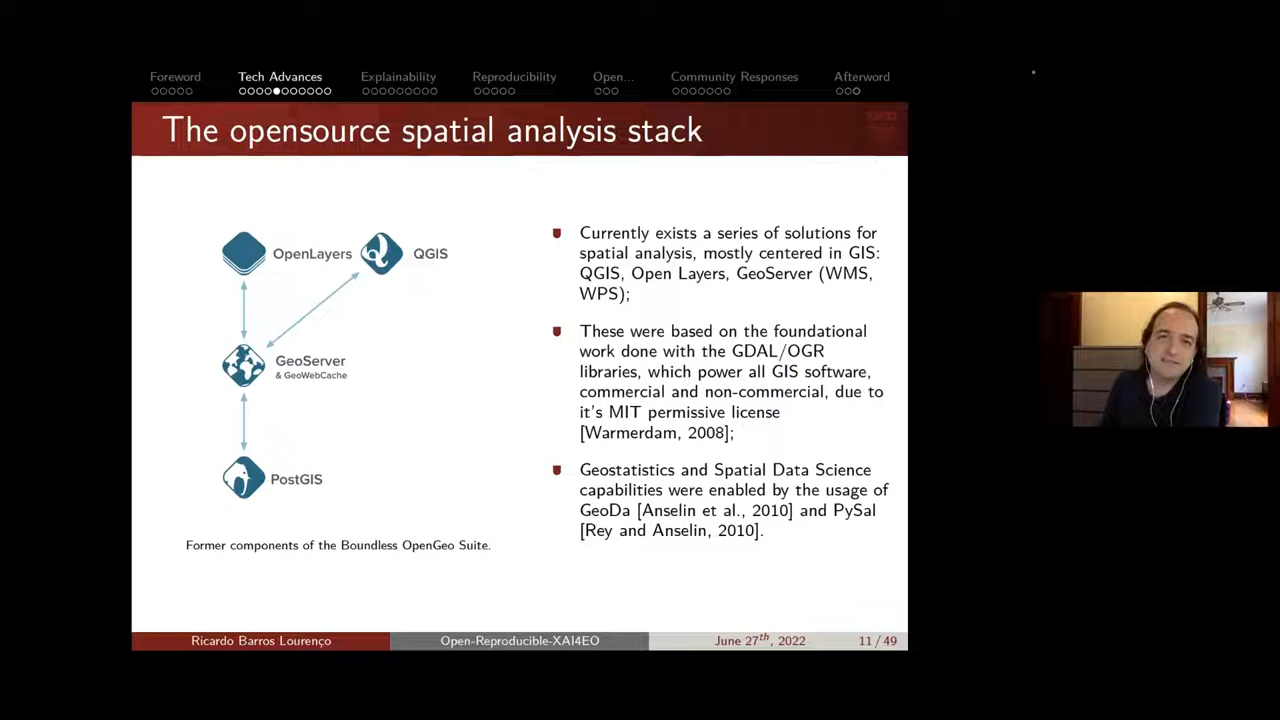 Foreword Tech Advances Explainability Reproducibility Open... Community Responses Afterword
The opensource spatial analysis stack
OpenLayers
QGIS
GeoServer
& GeoWebCache
PostGIS
Former components of the Boundless OpenGeo Suite.
Currently exists a series of solutions for
spatial analysis, mostly centered in GIS:
QGIS, Open Layers, GeoServer (WMS,
WPS);
These were based on the foundational
work done with the GDAL/OGR
libraries, which power all GIS software,
commercial and non-commercial, due to
it's MIT permissive license
[Warmerdam, 2008];
Geostatistics and Spatial Data Science
capabilities were enabled by the usage of
GeoDa [Anselin et al., 2010] and PySal
[Rey and Anselin, 2010].
Ricardo Barros Lourenço Open-Reproducible-XAI4EO June 27th, 2022 11 / 49